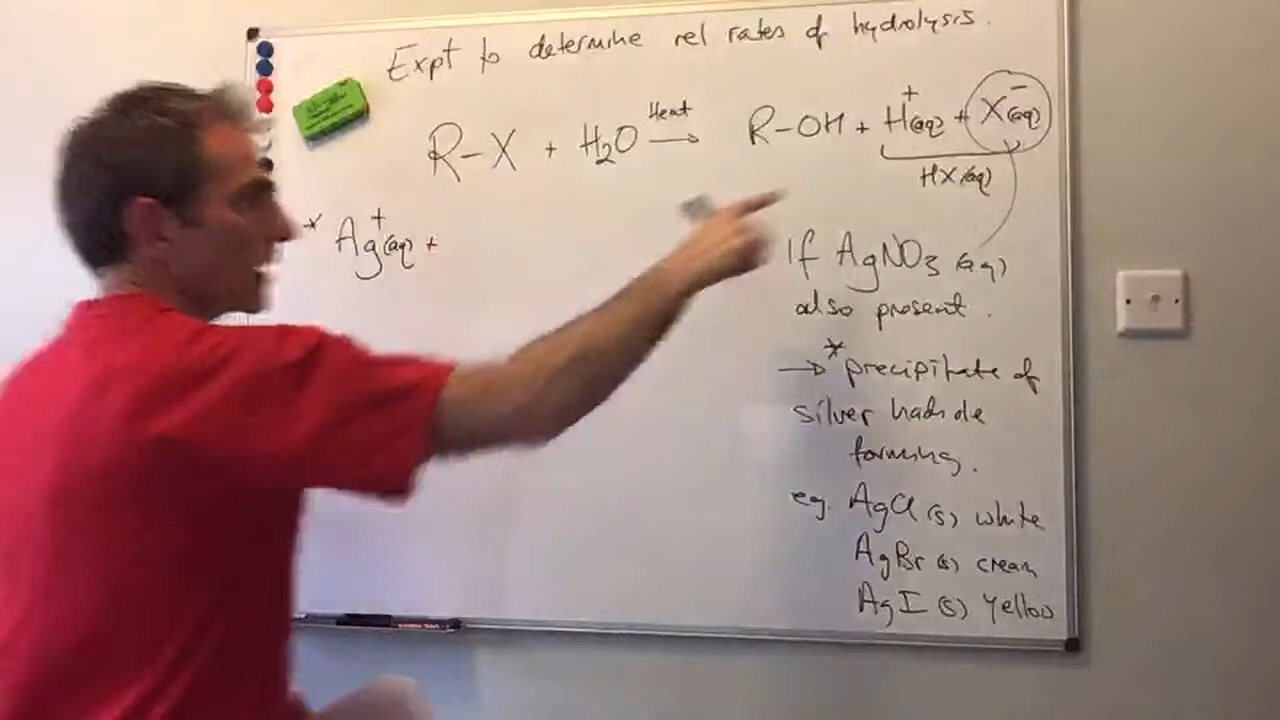 Expt to determine rel rates of hydrolysis.
R-X + H₂O Heat → R-OH + H⁺(aq) + X⁻(aq)
HX(aq)
* Ag⁺(aq) +
If AgNO₃(aq)
also present.
→ * precipitate of
silver halide
forming.
eg. AgCl(s) white
AgBr(s) cream
AgI(s) Yellow